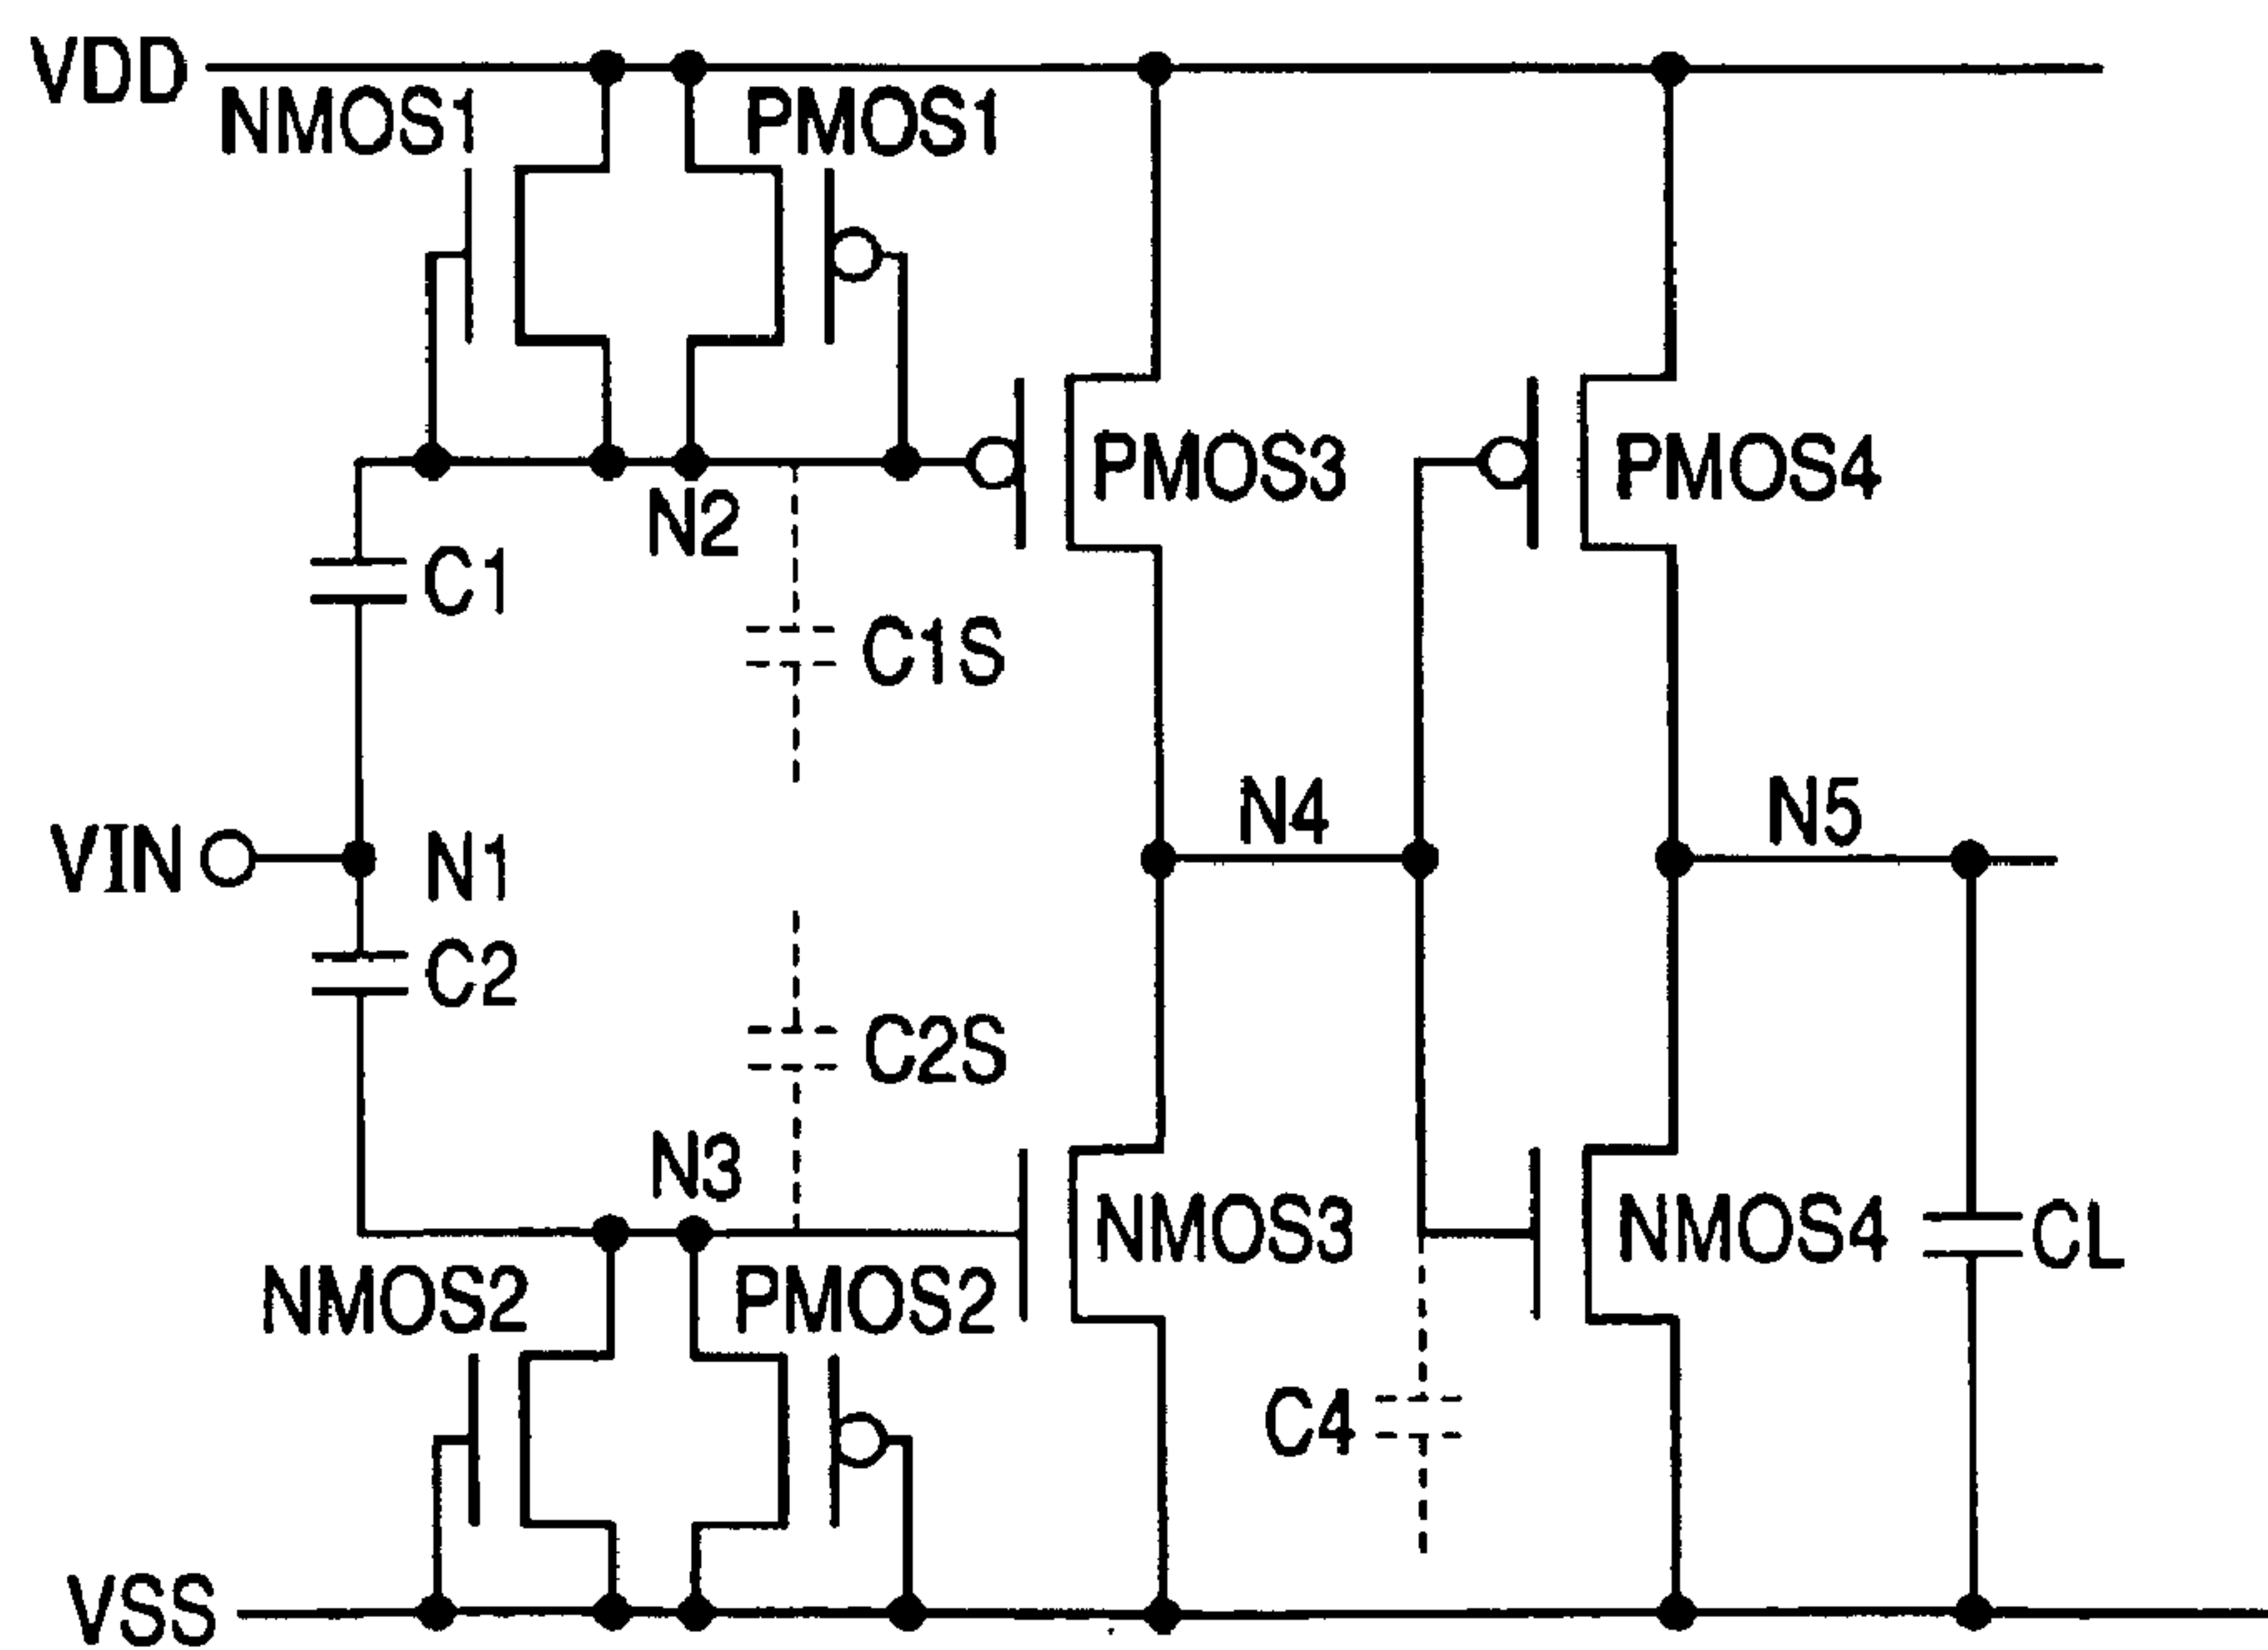 VDD
NMOS1
PMOS1
PMOS3
PMOS4
N2
C1
C1S
N4
N5
VIN
N1
C2
C2S
N3
NMOS3
NMOS4
CL
NMOS2
PMOS2
C4
VSS